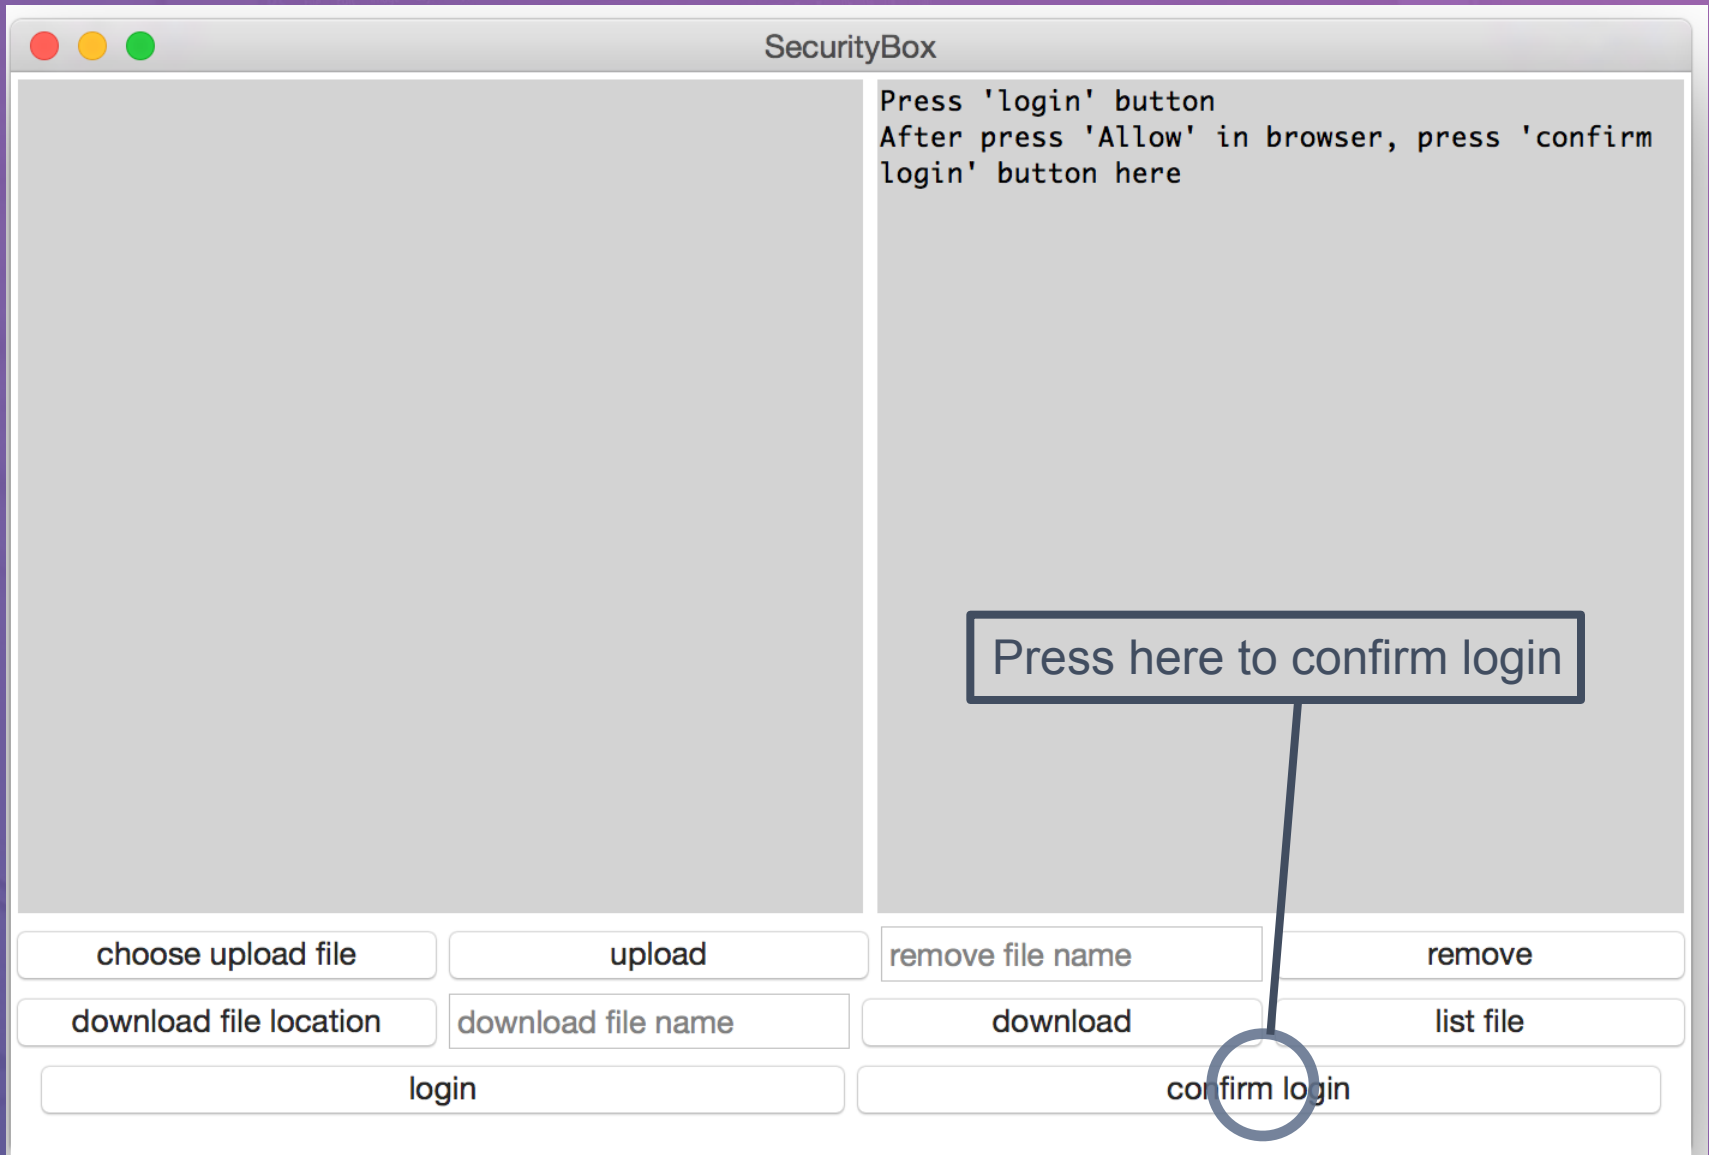 SecurityBox
Press 'login' button
After press 'Allow' in browser, press 'confirm
login' button here
Press here to confirm login
choose upload file
upload
remove file name
remove
download file location
download file name
download
list file
login
confirm login